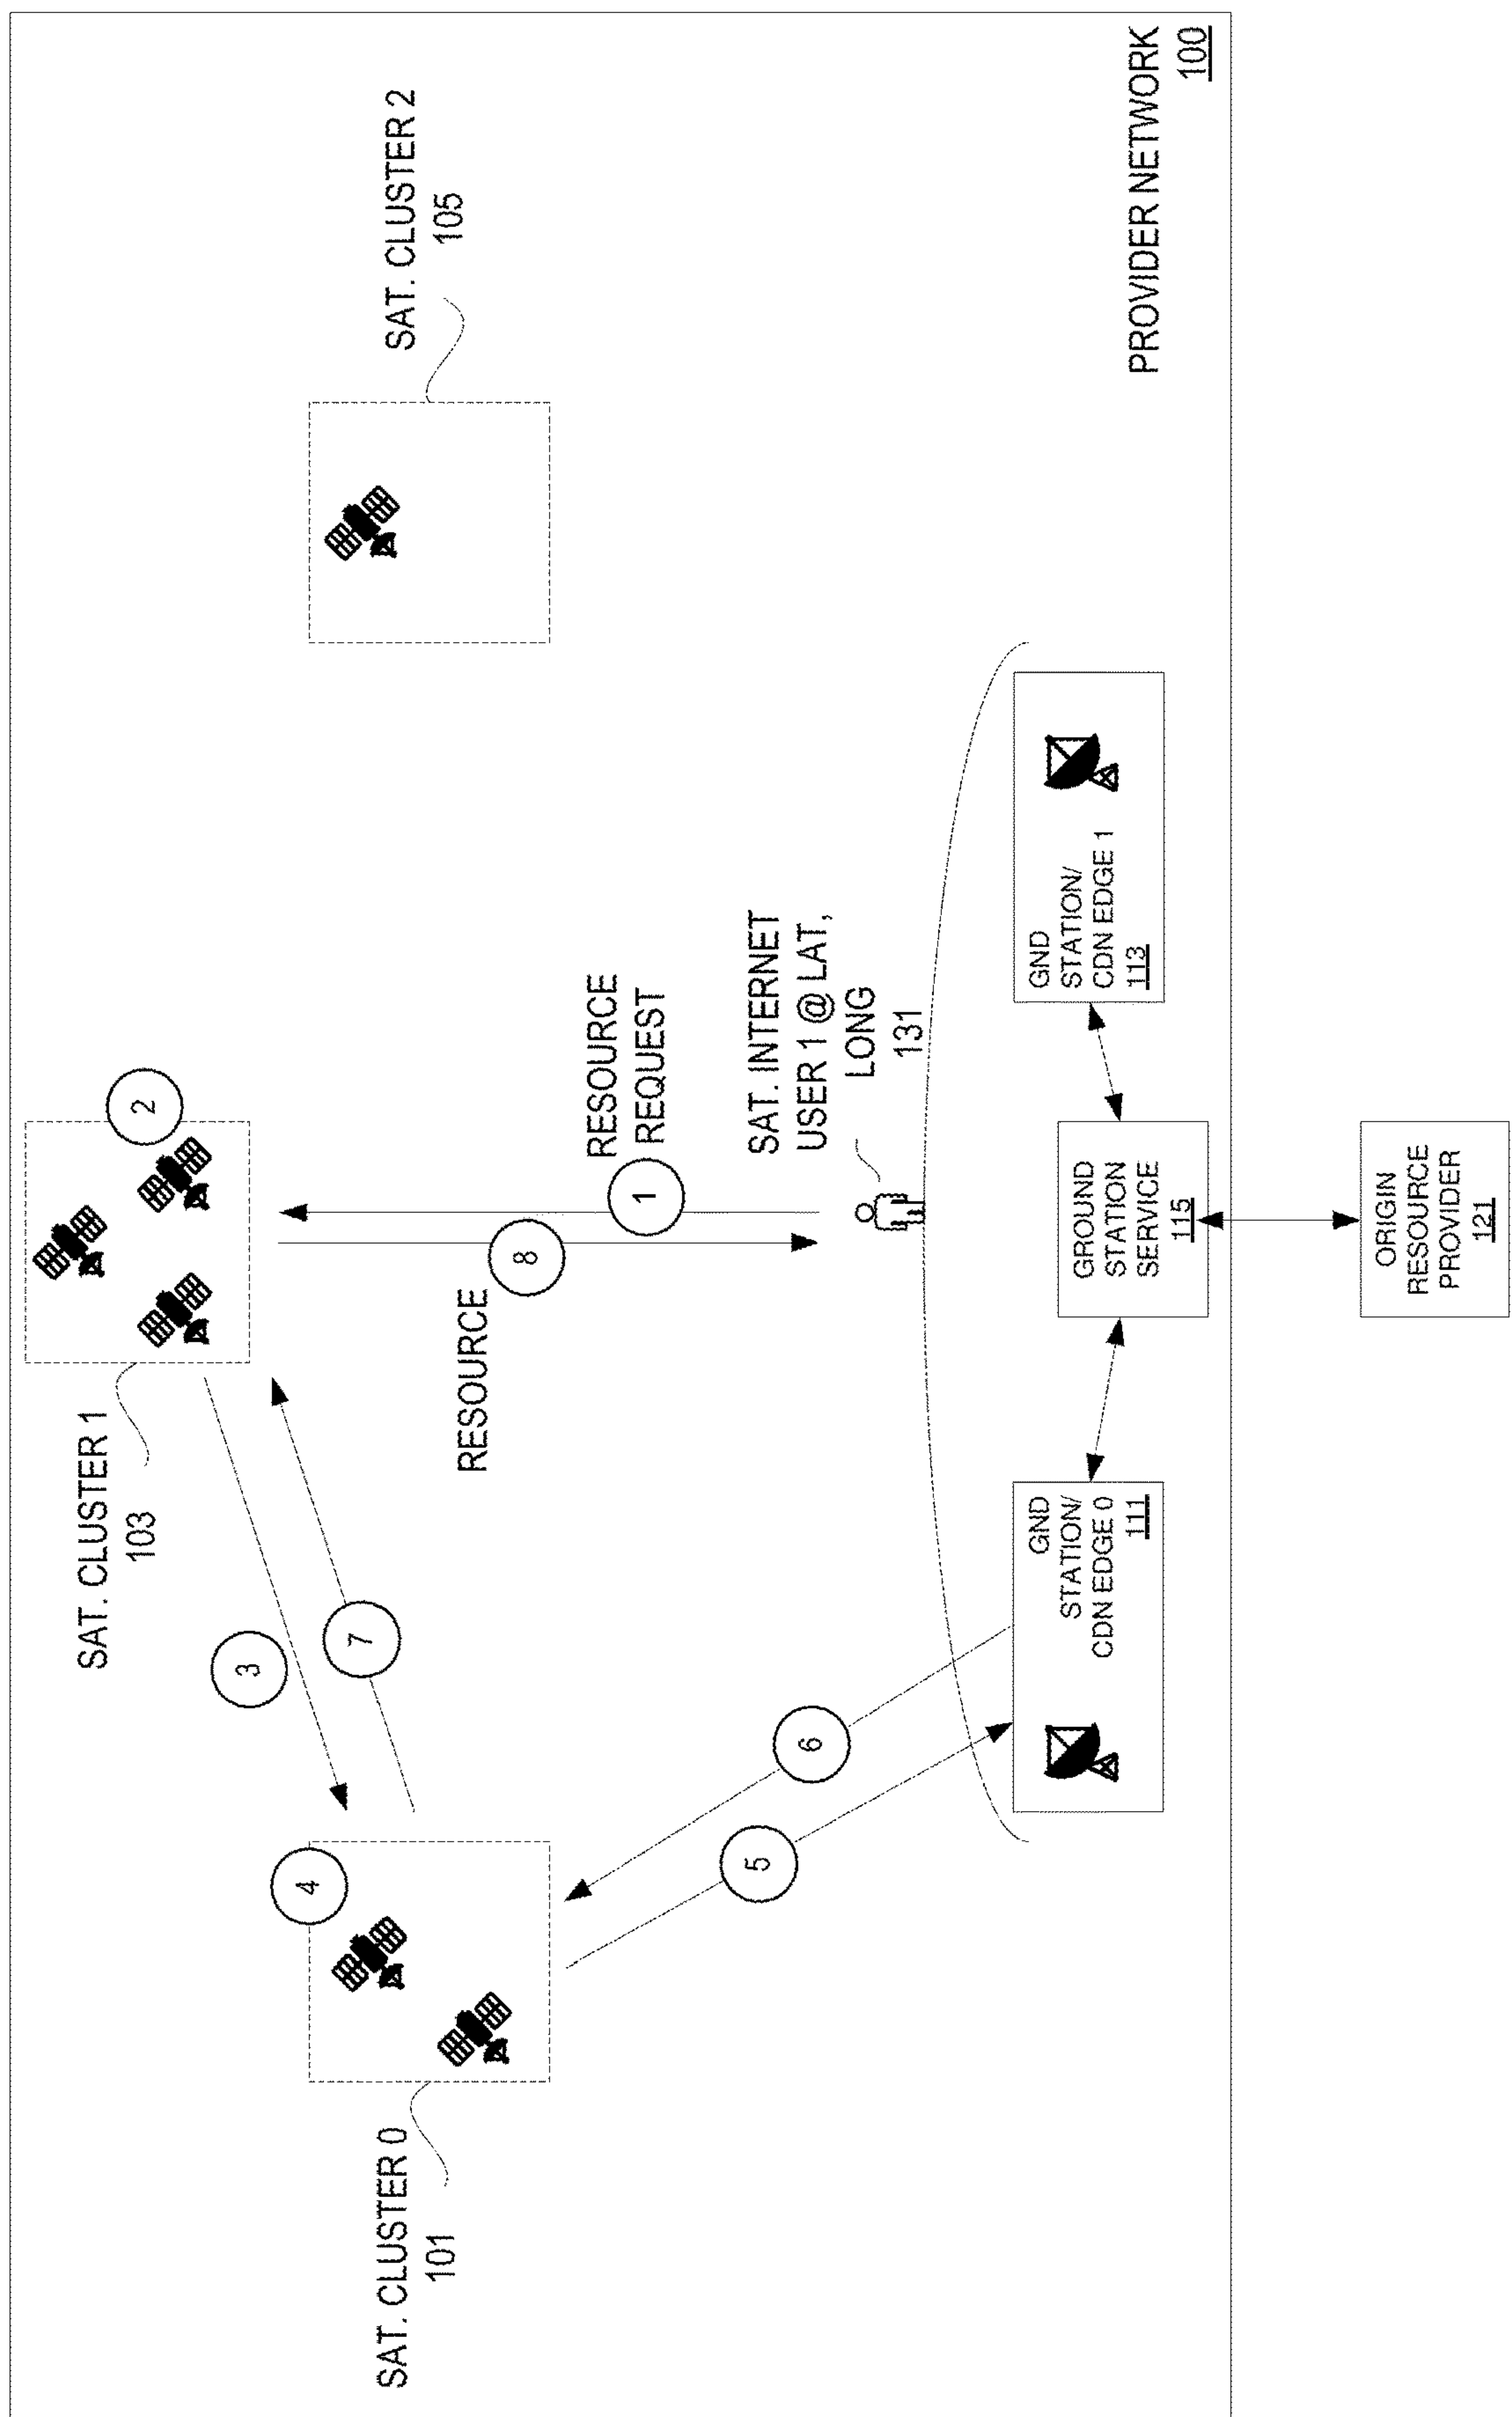 SAT. CLUSTER 1
103
2
3
7
SAT. CLUSTER 0
101
4
SAT. CLUSTER 2
105
RESOURCE
REQUEST
1
8
RESOURCE
5
6
SAT. INTERNET
USER 1 @ LAT,
LONG
131
GND
STATION/
CDN EDGE 0
111
GROUND
STATION
SERVICE
115
GND
STATION/
CDN EDGE 1
113
PROVIDER NETWORK
100
ORIGIN
RESOURCE
PROVIDER
121